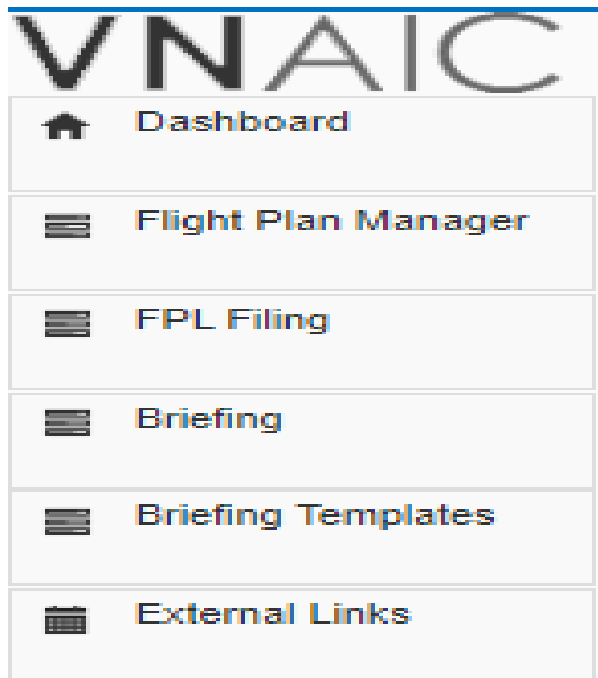 VNAIC
Dashboard
Flight Plan Manager
FPL Filing
Briefing
Briefing Templates
External Links